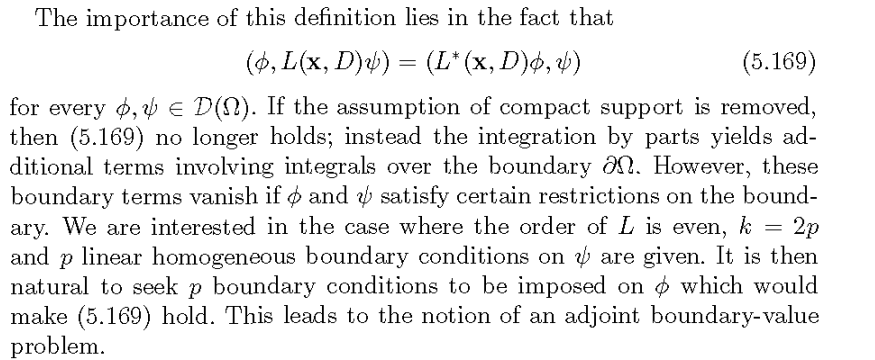 The importance of this definition lies in the fact that
(ϕ, L(x, D)ψ) = (L*(x, D)ϕ, ψ) (5.169)
for every ϕ, ψ ∈ 𝒟(Ω). If the assumption of compact support is removed,
then (5.169) no longer holds; instead the integration by parts yields ad-
ditional terms involving integrals over the boundary ∂Ω. However, these
boundary terms vanish if ϕ and ψ satisfy certain restrictions on the bound-
ary. We are interested in the case where the order of L is even, k = 2p
and p linear homogeneous boundary conditions on ψ are given. It is then
natural to seek p boundary conditions to be imposed on ϕ which would
make (5.169) hold. This leads to the notion of an adjoint boundary-value
problem.